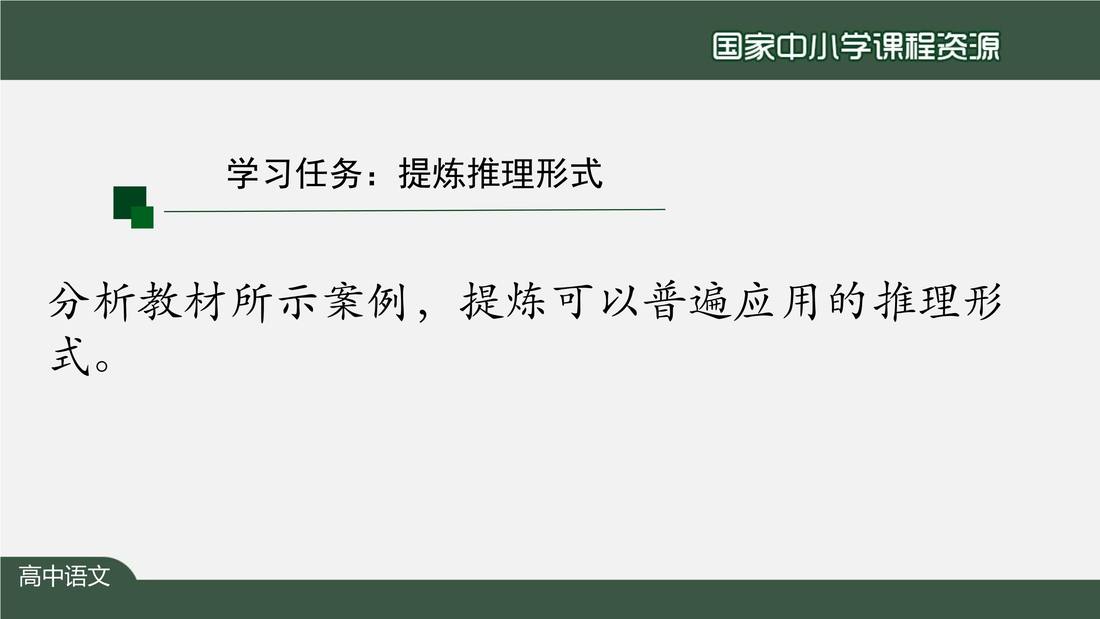 国家中小学课程资源
学习任务：提炼推理形式
分析教材所示案例，提炼可以普遍应用的推理形
式。
高中语文